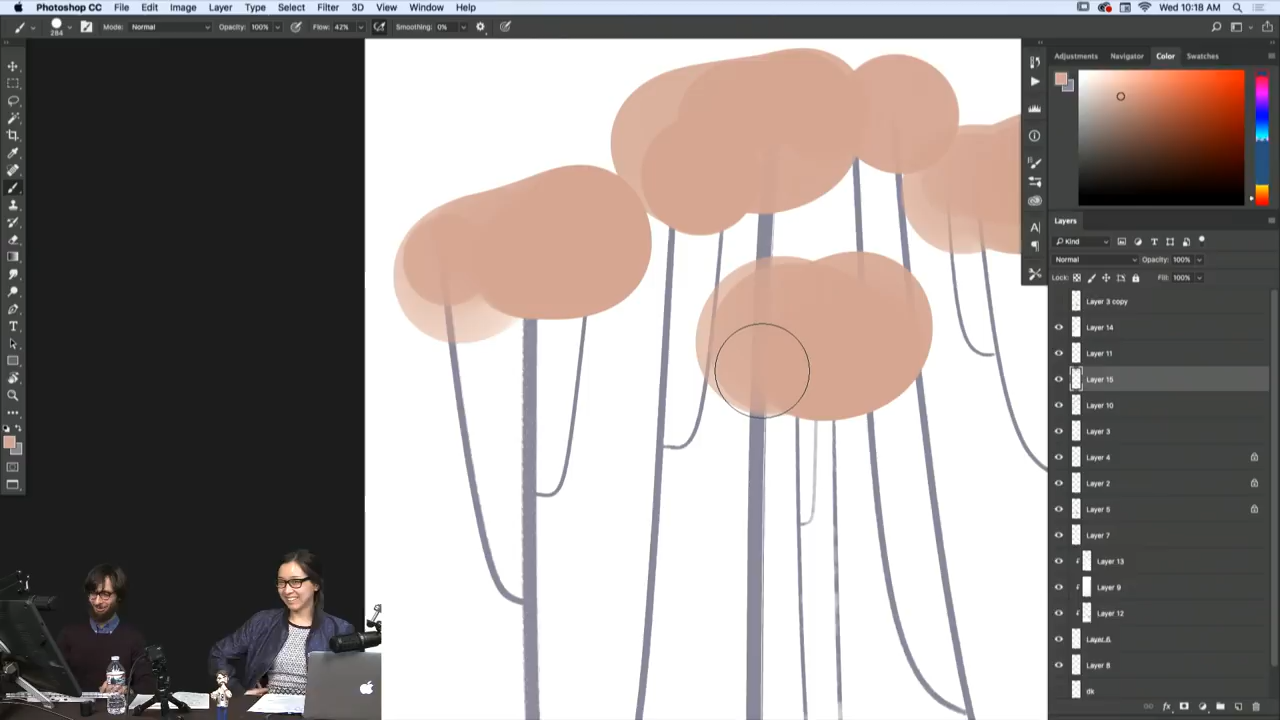 Photoshop CC File Edit Image Layer Type Select Filter 3D View Window Help Wed 10:18 AM
284 Mode: Normal Opacity: 100% Flow: 42% Smoothing: 0%
Adjustments Navigator Color Swatches
Layers
Kind
Normal Opacity: 100%
Lock: Fill: 100%
Layer 3 copy
Layer 14
Layer 11
Layer 15
Layer 10
Layer 3
Layer 4
Layer 2
Layer 5
Layer 7
Layer 13
Layer 9
Layer 12
Layer 6
Layer 8
dk